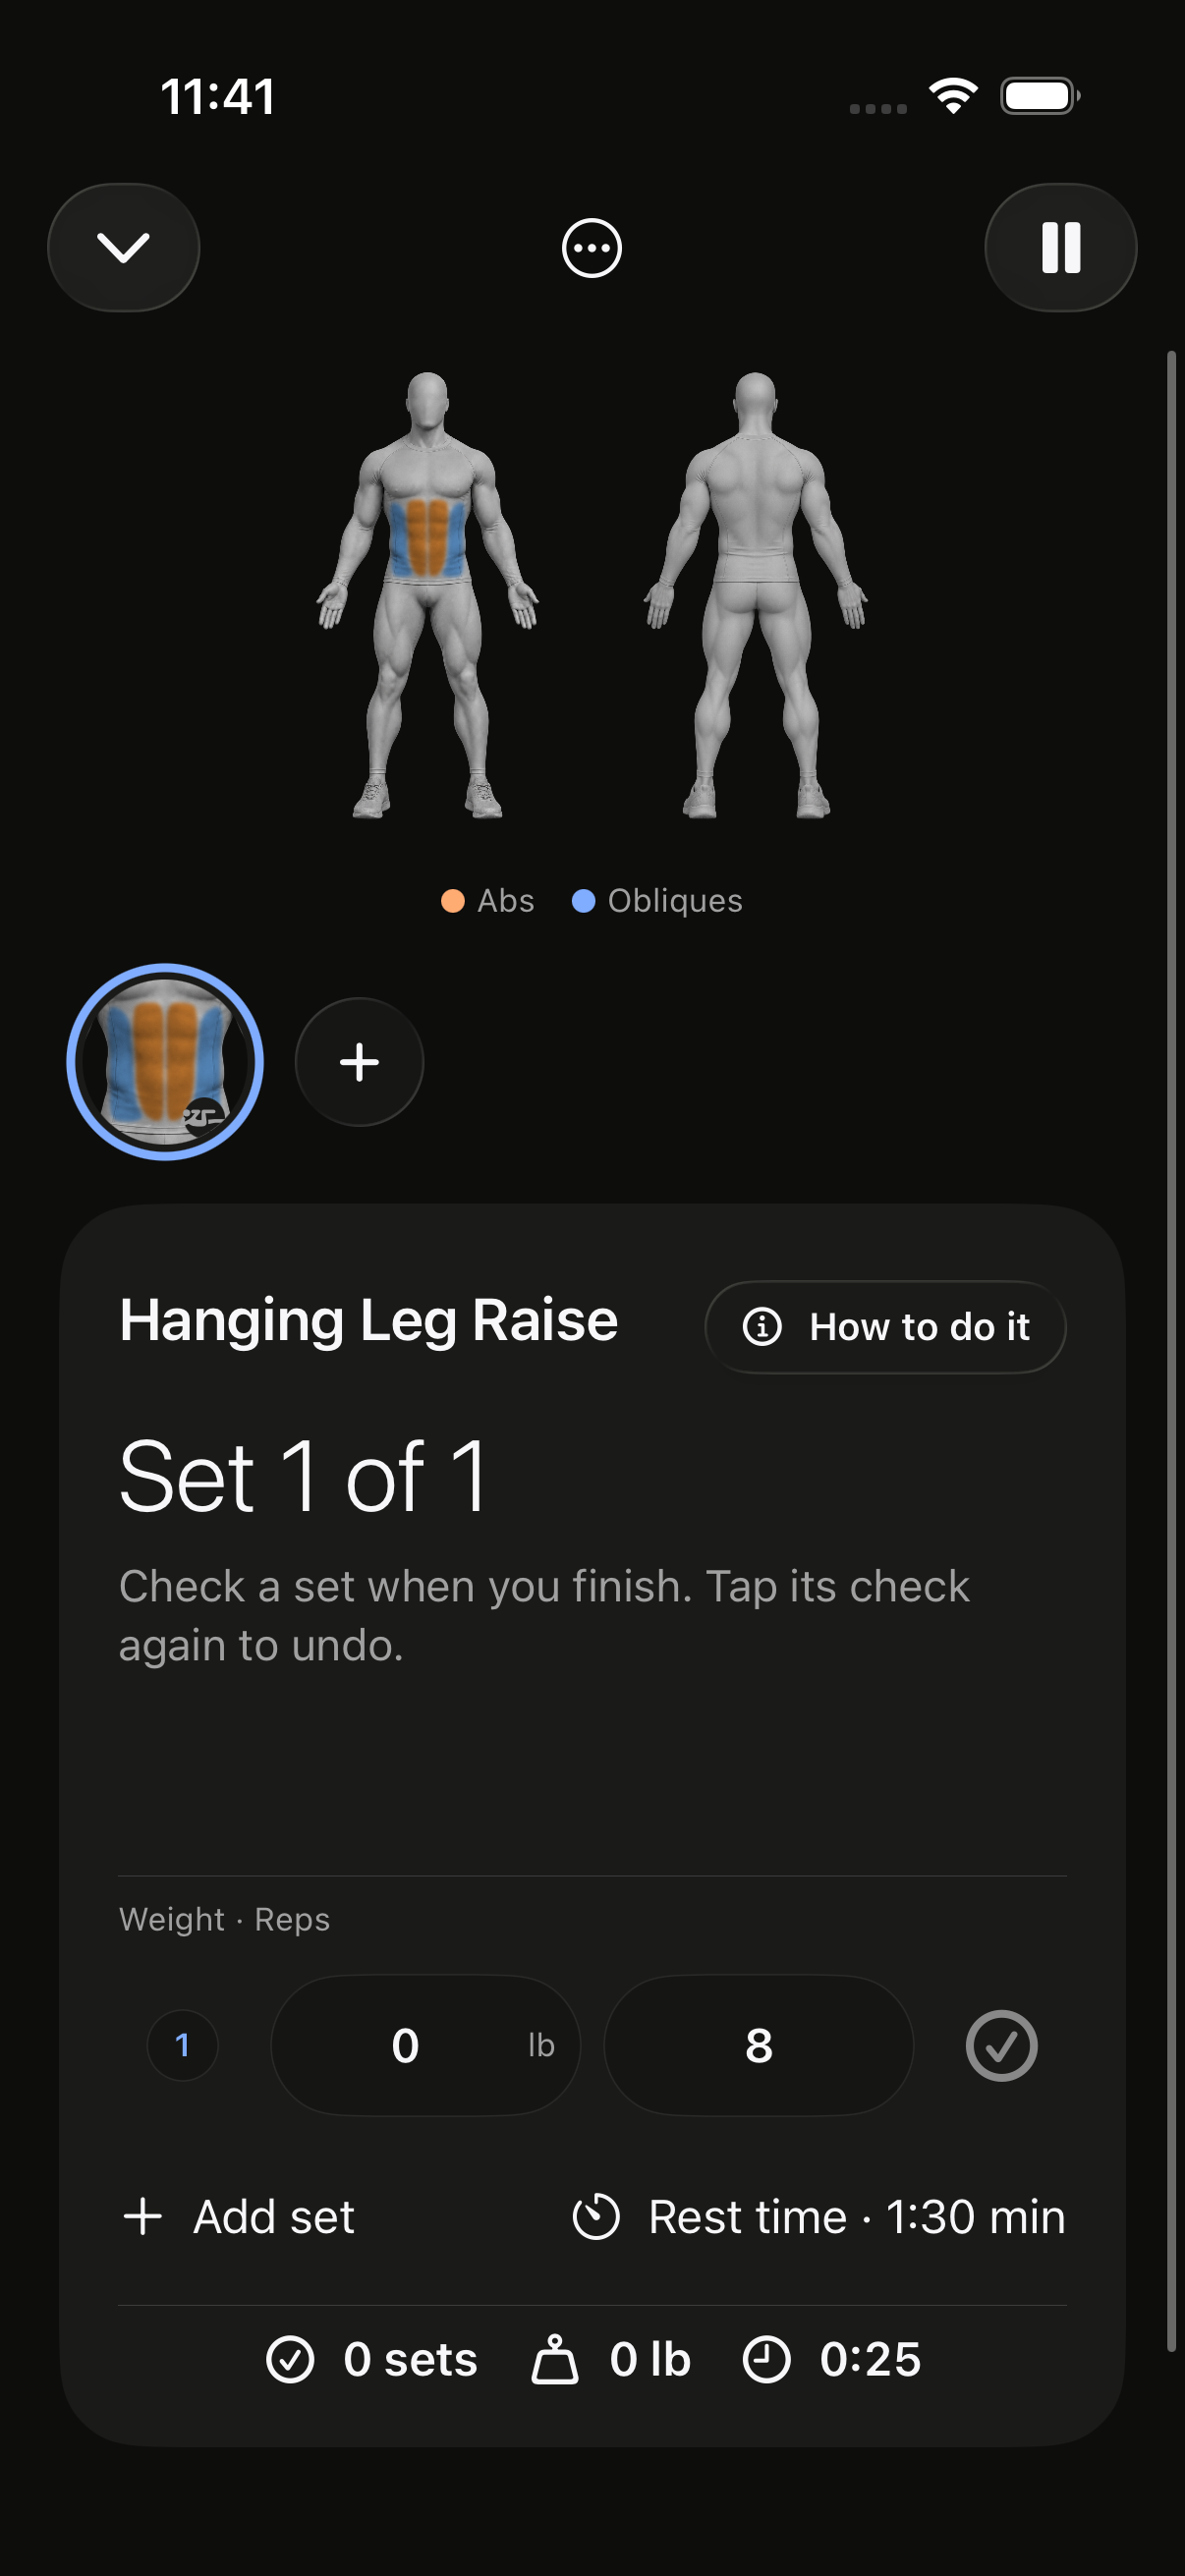 11:41
Abs Obliques
Hanging Leg Raise
How to do it
Set 1 of 1
Check a set when you finish. Tap its check
again to undo.
Weight · Reps
1 0 lb 8
Add set Rest time · 1:30 min
0 sets 0 lb 0:25